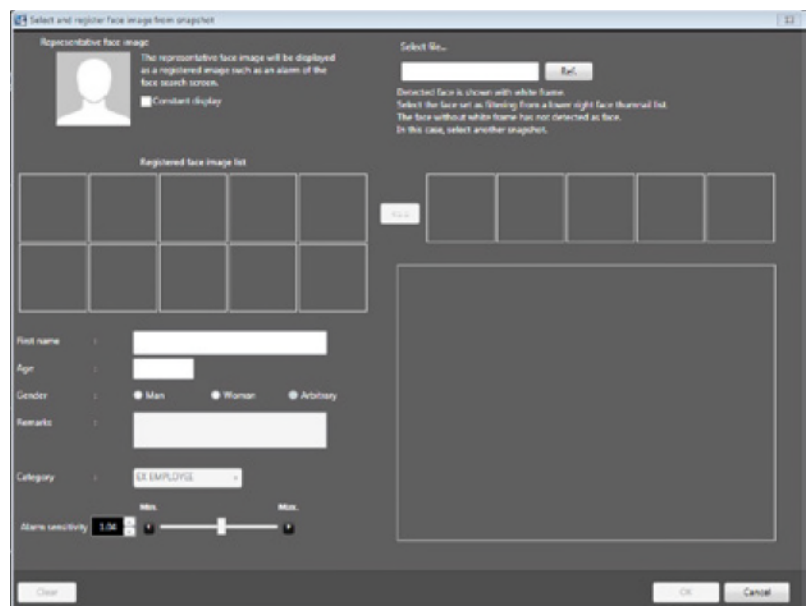 Select and register face image from snapshot
Representative face image
The representative face image will be displayed
as a registered image such as an alarm of the
face search screen.
Constant display
Select file...
Ref.
Detected face is shown with white frame.
Select the face set as filtering from a lower right face thumnail list.
The face without white frame has not detected as face.
In this case, select another snapshot.
Registered face image list
First name :
Age :
Gender : Man Woman Arbitrary
Remarks :
Category : EX EMPLOYEE
Min. Max.
Alarm sensitivity 1.04
Clear
OK Cancel